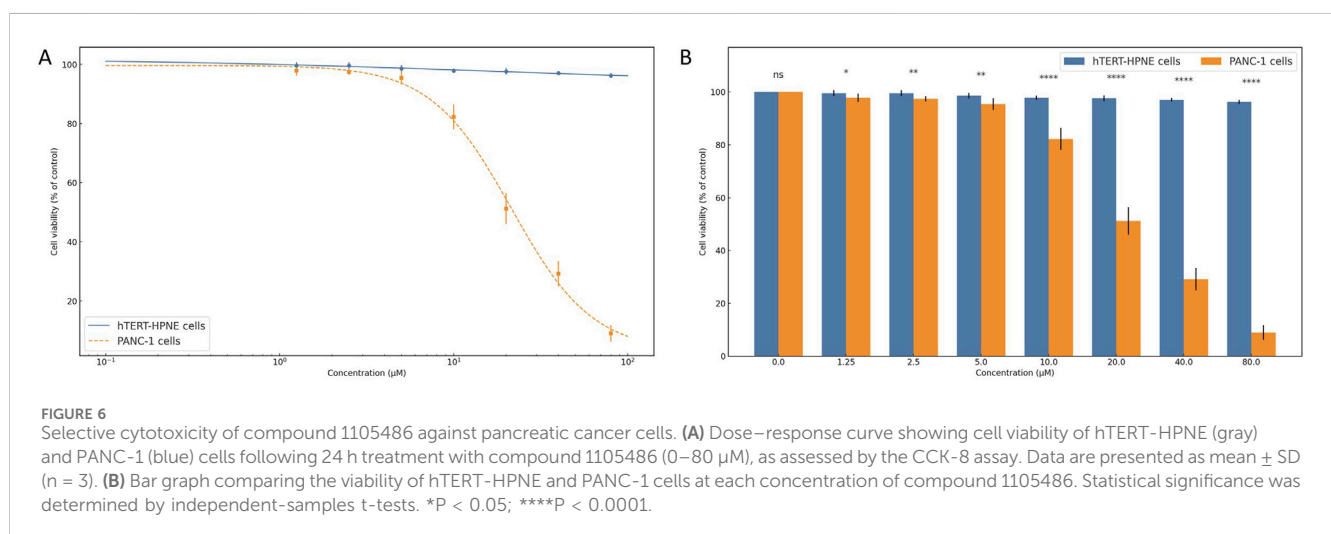 A
Cell viability (% of control)
100
80
60
40
20
hTERT-HPNE cells
PANC-1 cells
10⁻¹
10⁰
10¹
10²
Concentration (μM)
B
Cell viability (% of control)
100
80
60
40
20
0
ns
*
**
**
****
****
****
****
hTERT-HPNE cells
PANC-1 cells
0.0
1.25
2.5
5.0
10.0
20.0
40.0
80.0
Concentration (μM)
FIGURE 6
Selective cytotoxicity of compound 1105486 against pancreatic cancer cells. (A) Dose–response curve showing cell viability of hTERT-HPNE (gray)
and PANC-1 (blue) cells following 24 h treatment with compound 1105486 (0–80 μM), as assessed by the CCK-8 assay. Data are presented as mean ± SD
(n = 3). (B) Bar graph comparing the viability of hTERT-HPNE and PANC-1 cells at each concentration of compound 1105486. Statistical significance was
determined by independent-samples t-tests. *P < 0.05; ****P < 0.0001.